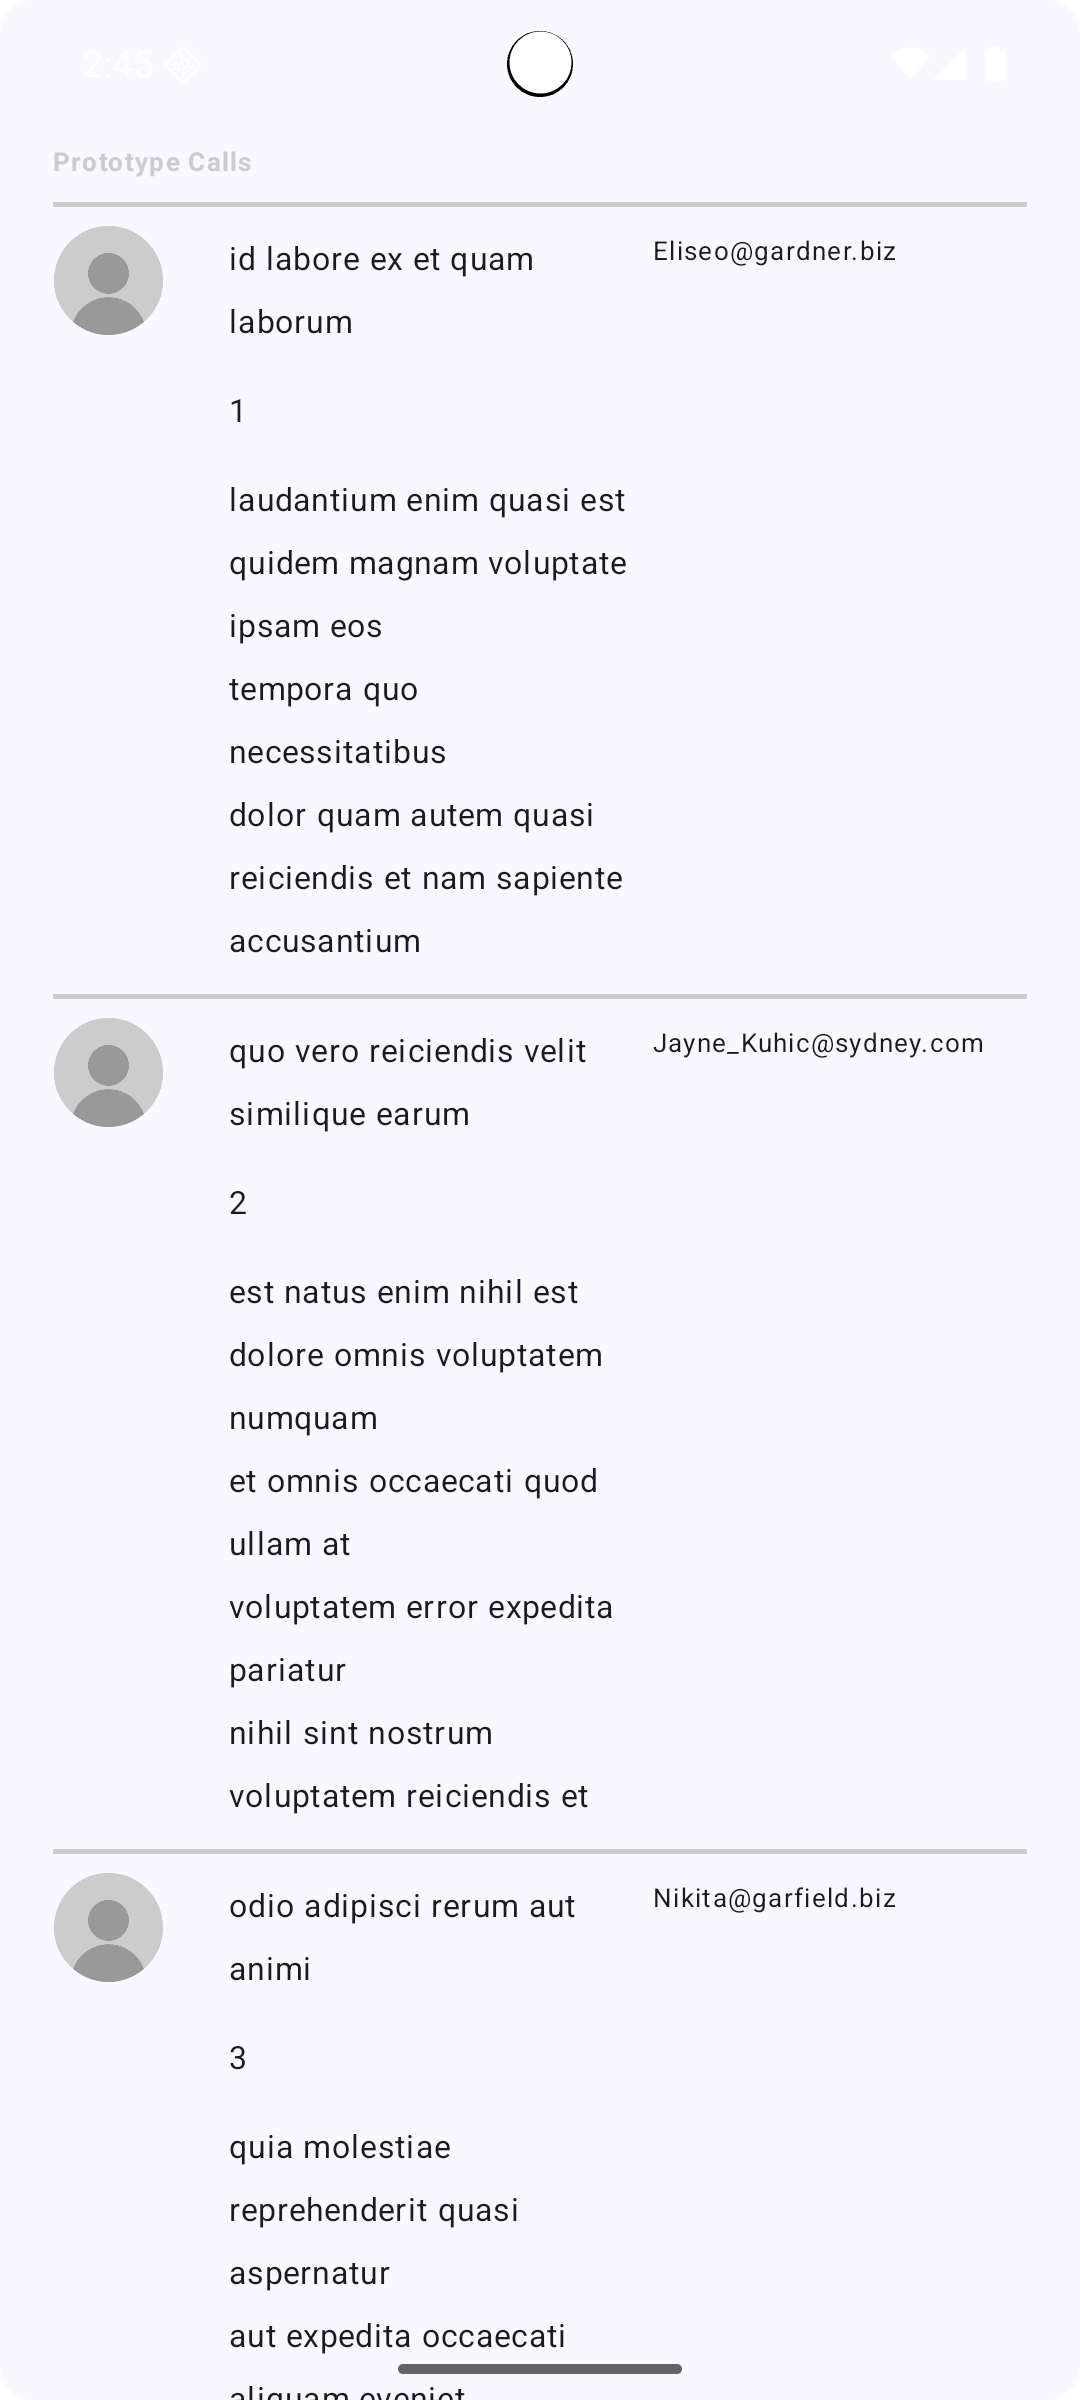 2:45
Prototype Calls
id labore ex et quam
laborum
Eliseo@gardner.biz
1
laudantium enim quasi est
quidem magnam voluptate
ipsam eos
tempora quo
necessitatibus
dolor quam autem quasi
reiciendis et nam sapiente
accusantium
quo vero reiciendis velit
similique earum
Jayne_Kuhic@sydney.com
2
est natus enim nihil est
dolore omnis voluptatem
numquam
et omnis occaecati quod
ullam at
voluptatem error expedita
pariatur
nihil sint nostrum
voluptatem reiciendis et
odio adipisci rerum aut
animi
Nikita@garfield.biz
3
quia molestiae
reprehenderit quasi
aspernatur
aut expedita occaecati
aliquam eveniet